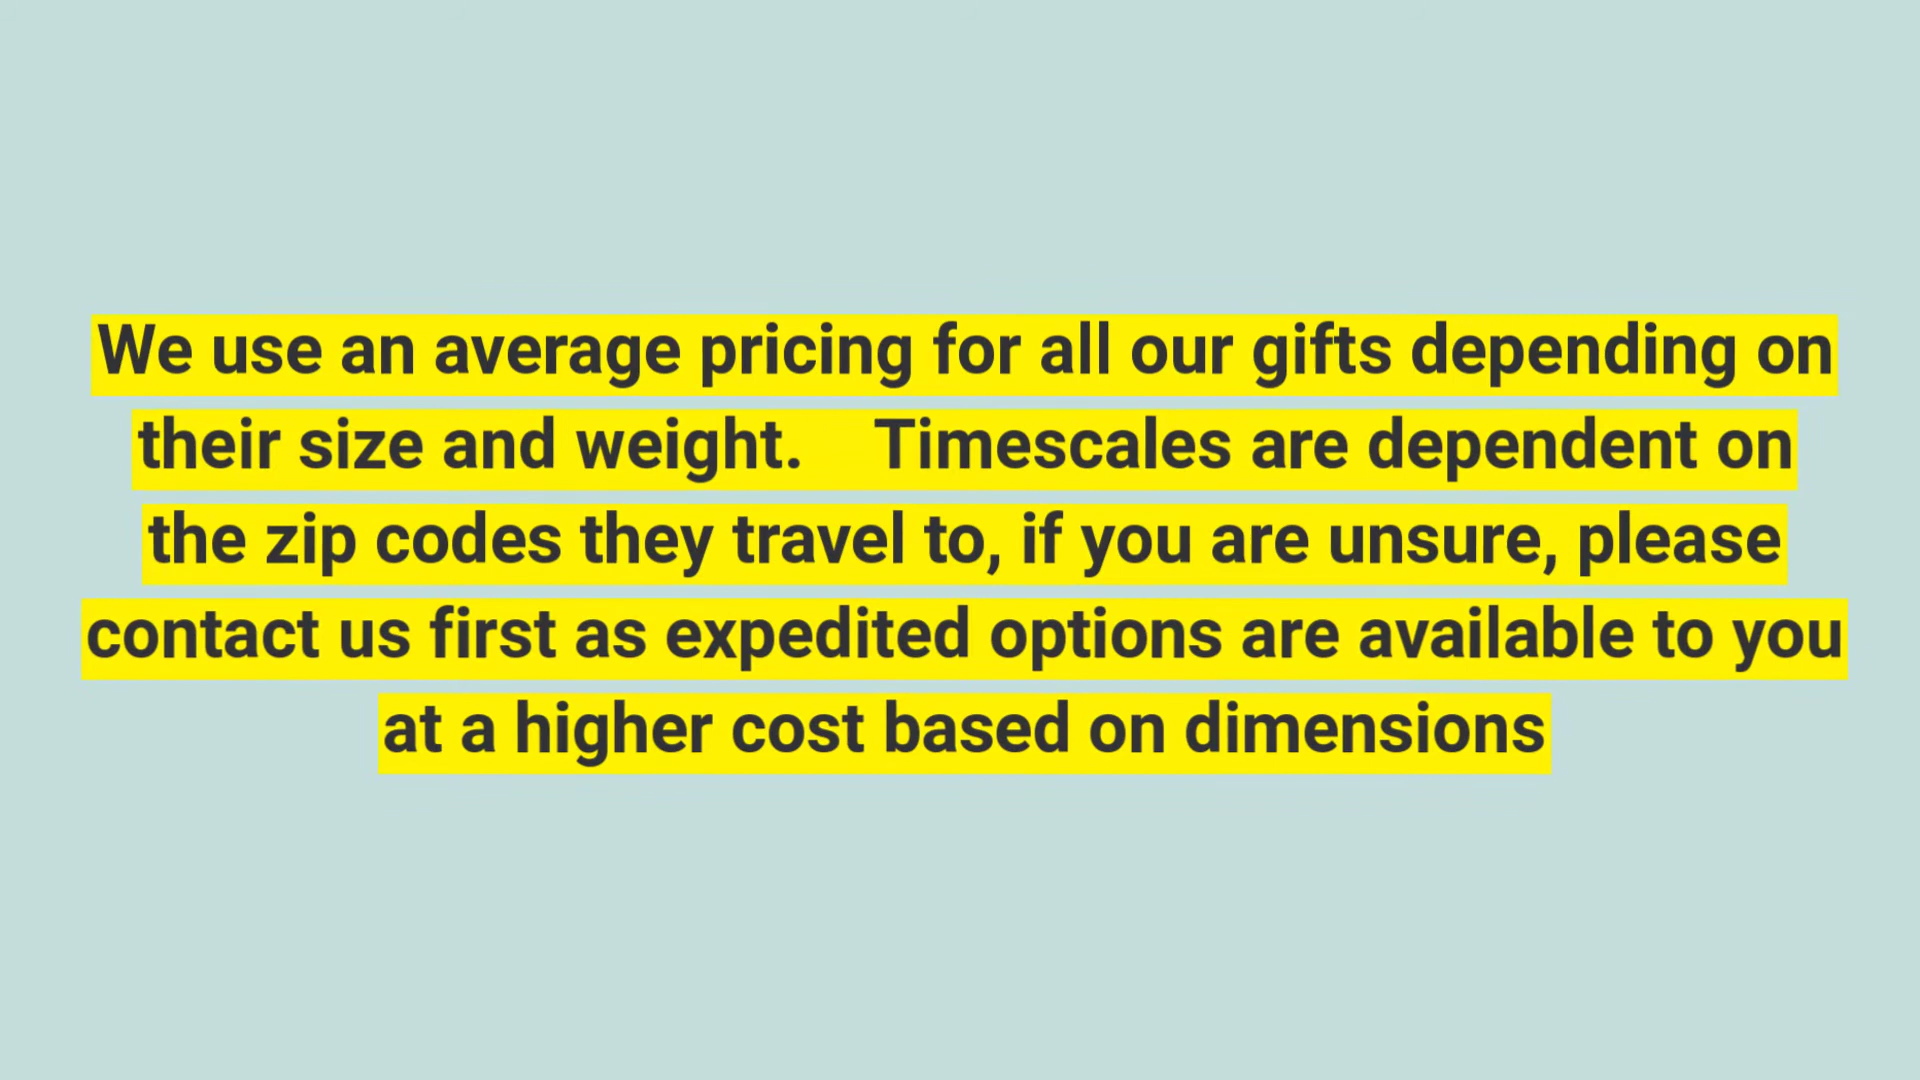 We use an average pricing for all our gifts depending on
their size and weight.    Timescales are dependent on
the zip codes they travel to, if you are unsure, please
contact us first as expedited options are available to you
at a higher cost based on dimensions